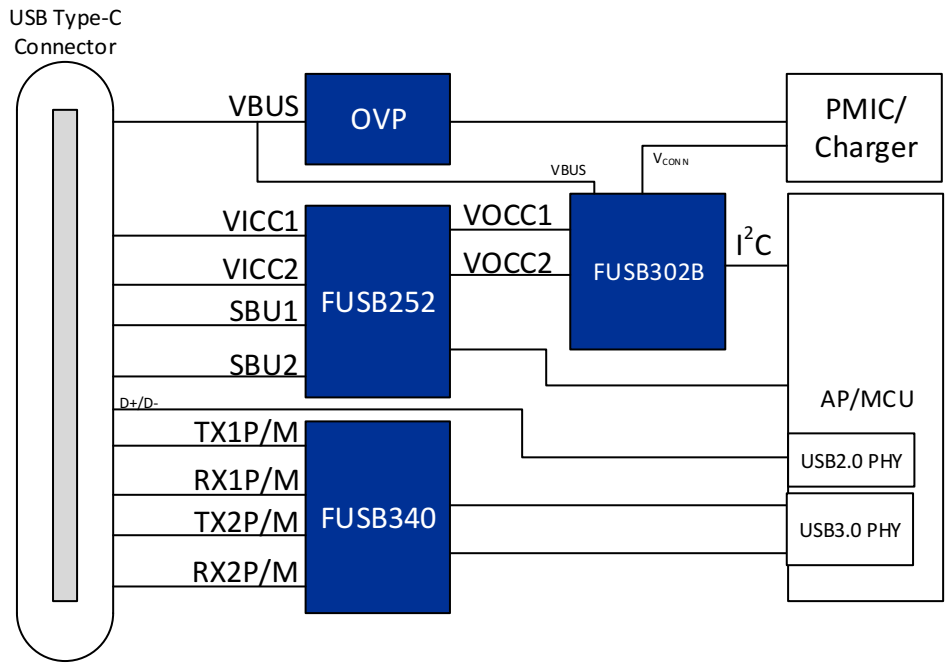 USB Type-C
Connector
VBUS
OVP
PMIC/
Charger
VBUS
V_CONN
VICC1
VICC2
SBU1
SBU2
FUSB252
VOCC1
VOCC2
FUSB302B
I²C
AP/MCU
D+/D-
TX1P/M
RX1P/M
TX2P/M
RX2P/M
FUSB340
USB2.0 PHY
USB3.0 PHY